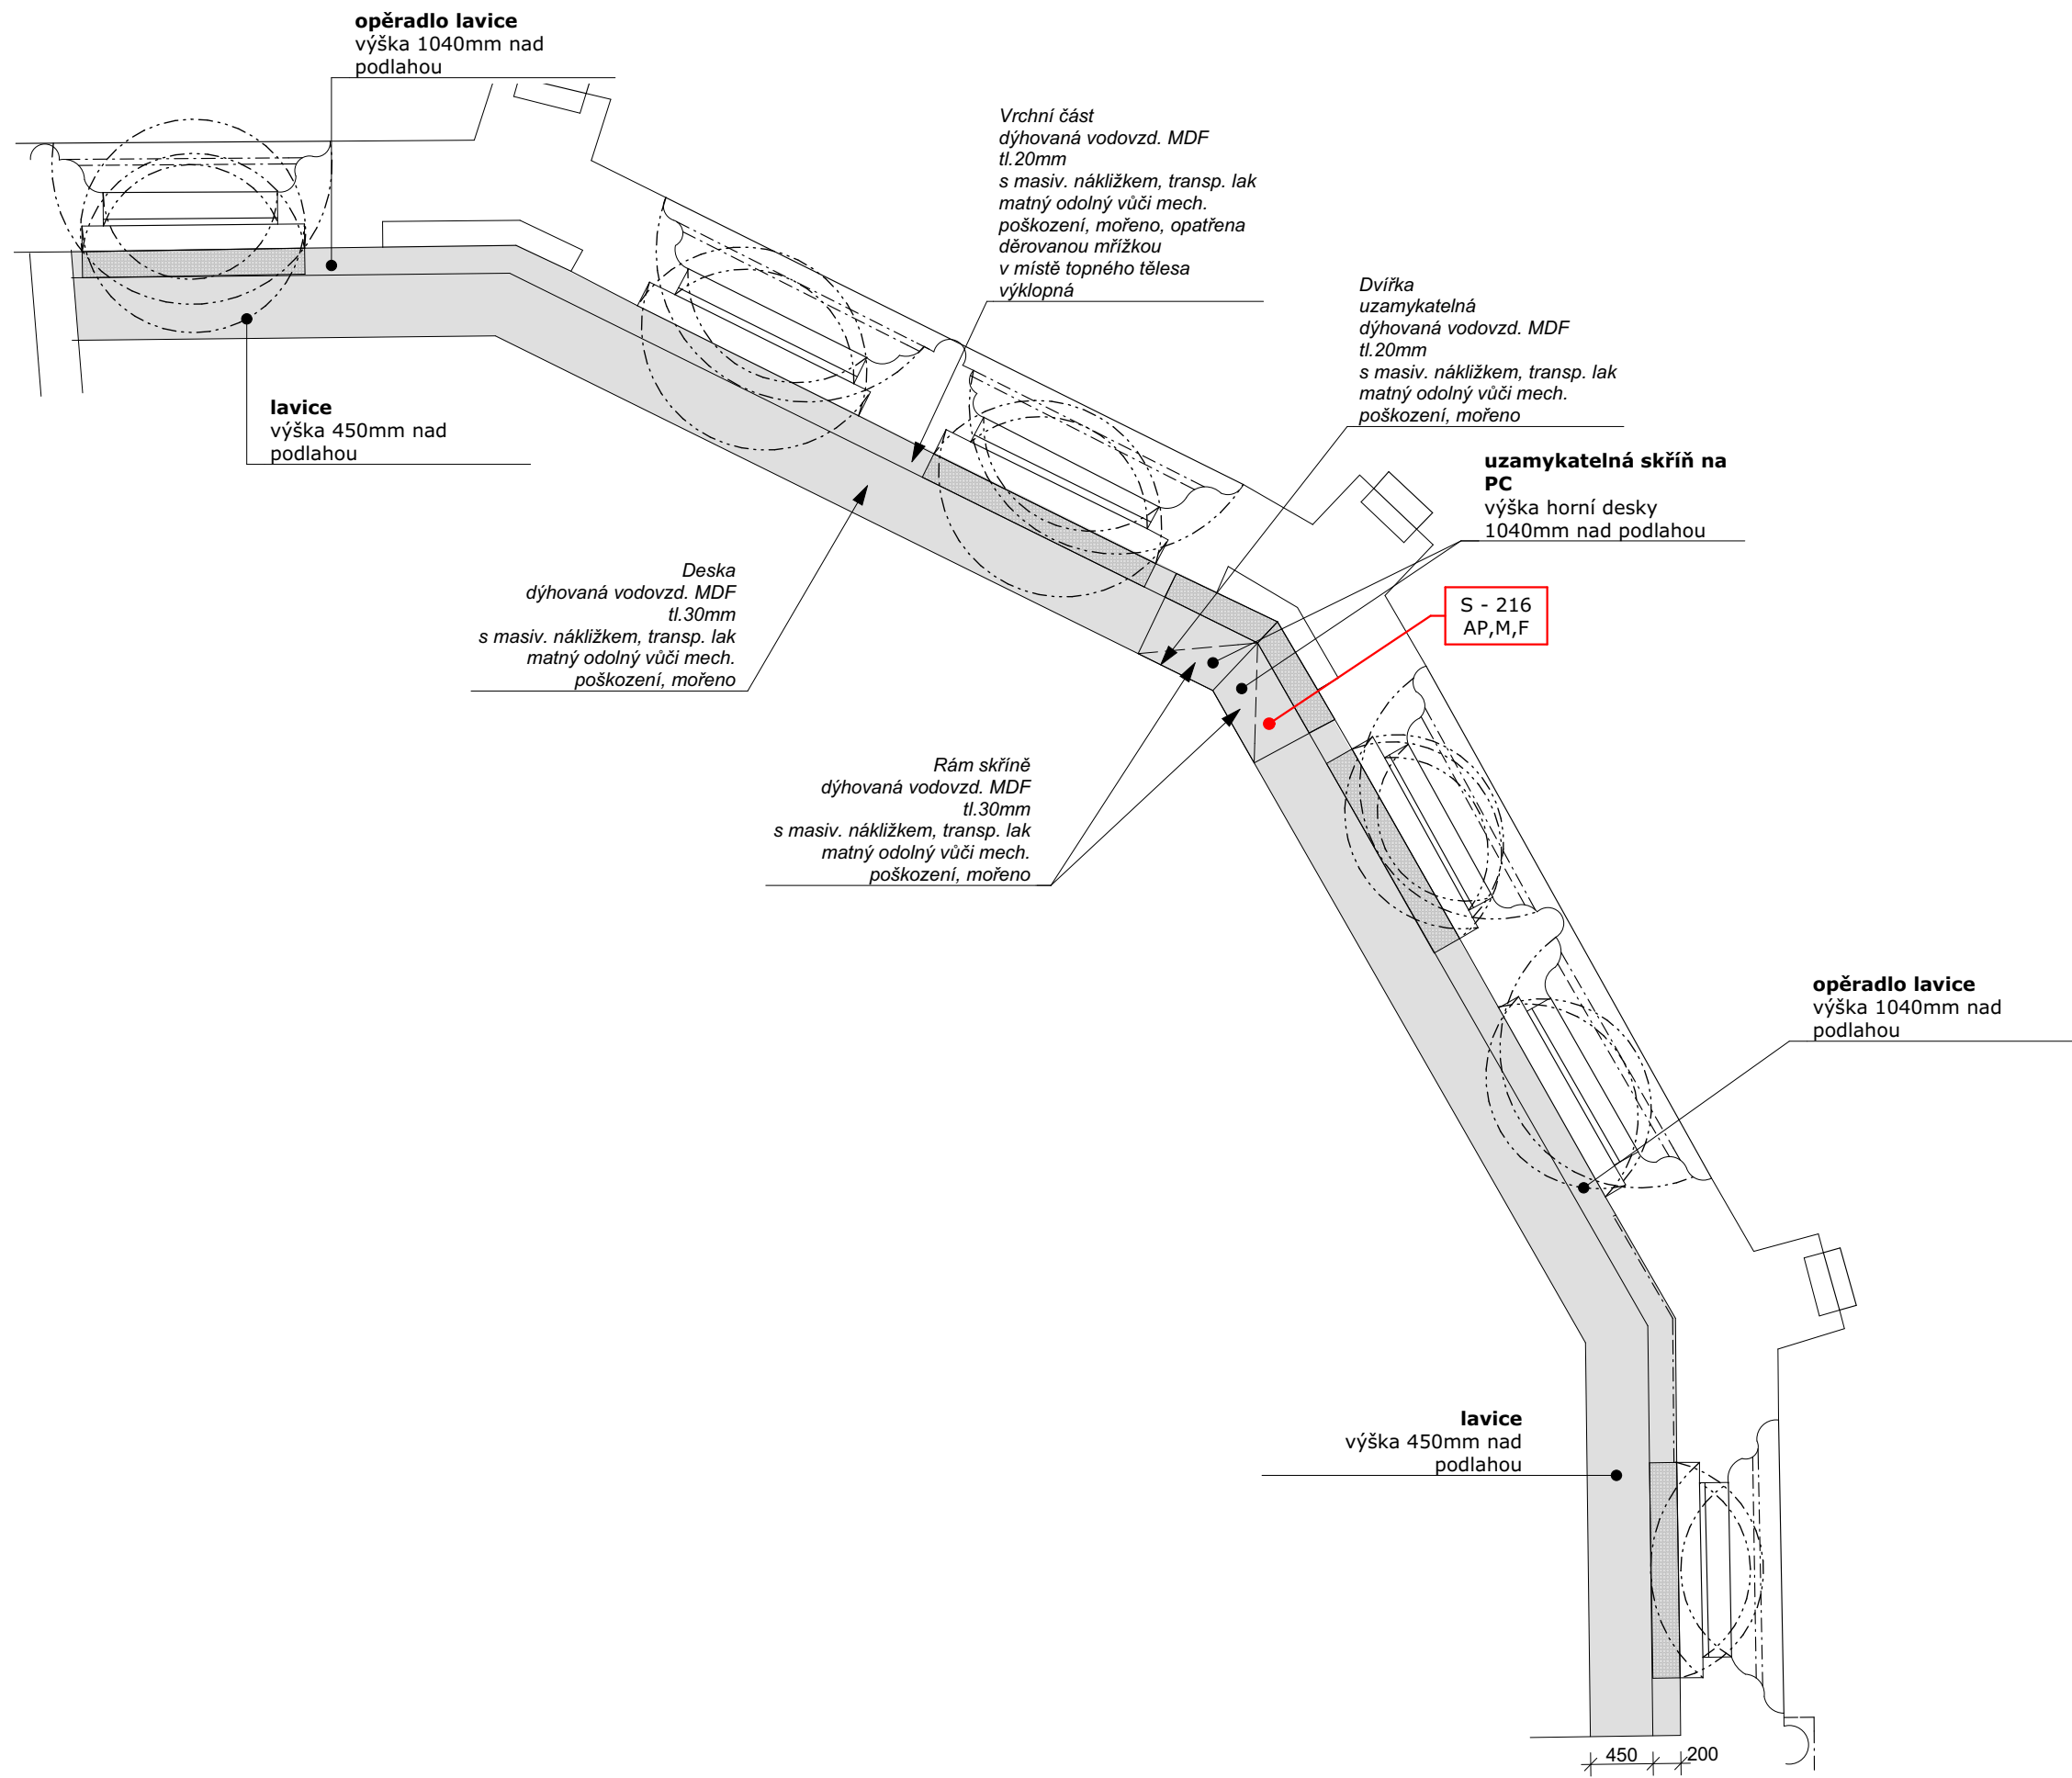 opěradlo lavice
výška 1040mm nad
podlahou
Vrchní část
dýhovaná vodovzd. MDF
tl.20mm
s masiv. nákližkem, transp. lak
matný odolný vůči mech.
poškození, mořeno, opatřena
děrovanou mřížkou
v místě topného tělesa
výklopná
Dvířka
uzamykatelná
dýhovaná vodovzd. MDF
tl.20mm
s masiv. nákližkem, transp. lak
matný odolný vůči mech.
poškození, mořeno
lavice
výška 450mm nad
podlahou
uzamykatelná skříň na
PC
výška horní desky
1040mm nad podlahou
Deska
dýhovaná vodovzd. MDF
tl.30mm
s masiv. nákližkem, transp. lak
matný odolný vůči mech.
poškození, mořeno
S - 216
AP,M,F
Rám skříně
dýhovaná vodovzd. MDF
tl.30mm
s masiv. nákližkem, transp. lak
matný odolný vůči mech.
poškození, mořeno
opěradlo lavice
výška 1040mm nad
podlahou
lavice
výška 450mm nad
podlahou
450 200